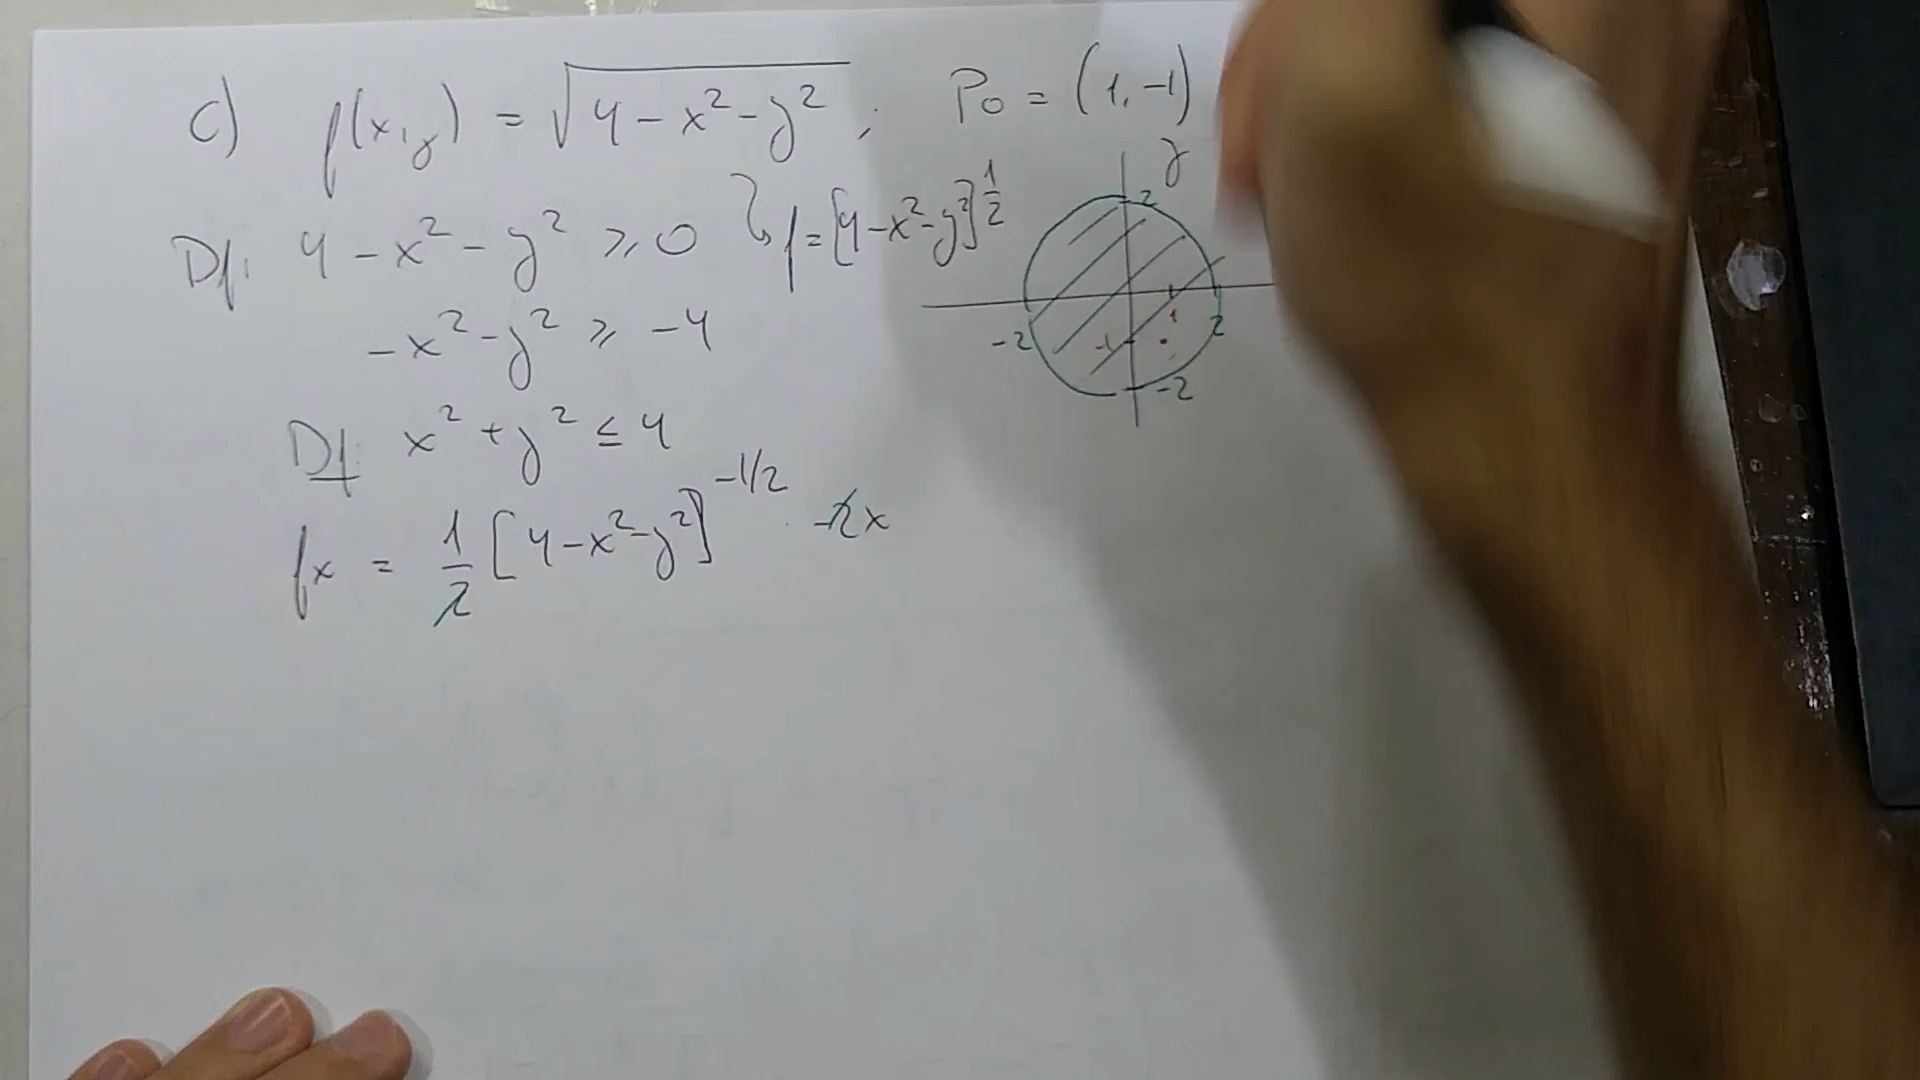 c) f(x,y) = √(4-x²-y²) ; P₀ = (1,-1)
Df: 4-x²-y² ≥ 0 ↳ f=[4-x²-y²]^(1/2)
-x²-y² ≥ -4
Df: x²+y² ≤ 4
fx = 1/2 [4-x²-y²]^(-1/2) · -2x
y
2
-2
-1
1
2
-2